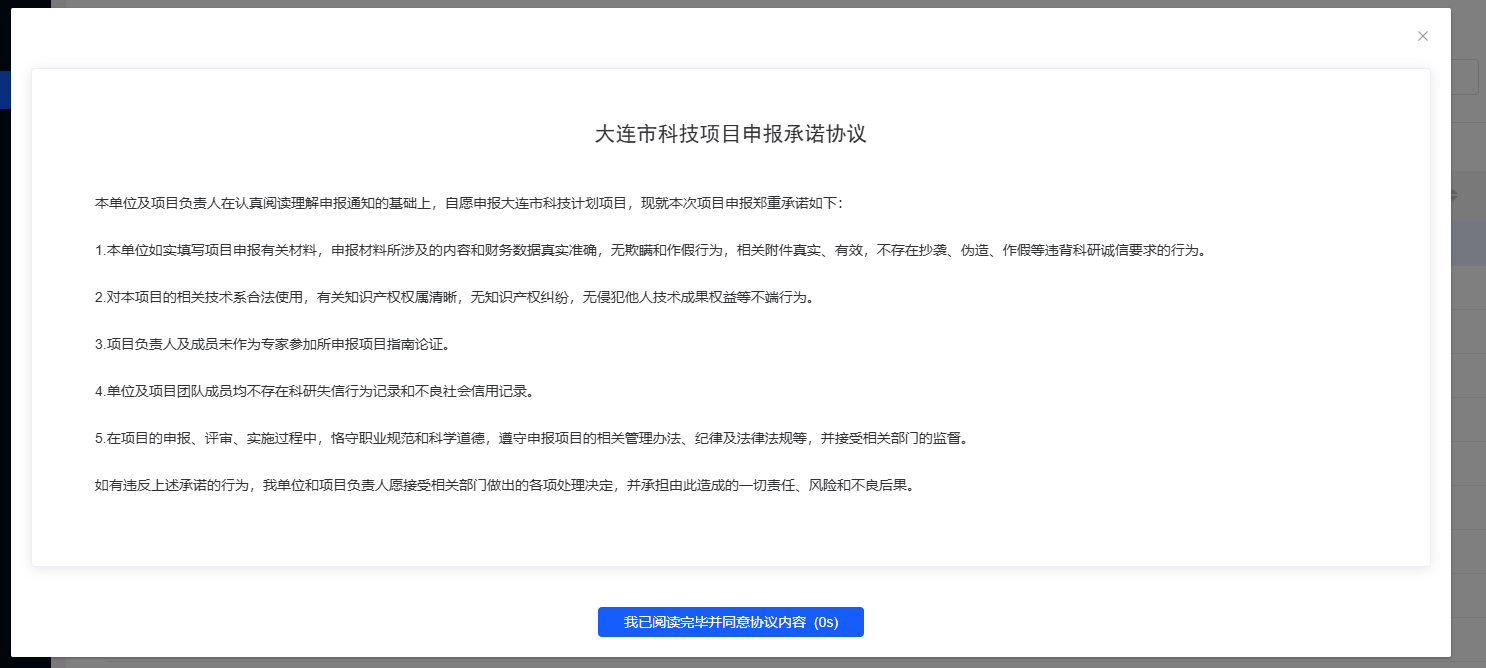 大连市科技项目申报承诺协议
本单位及项目负责人在认真阅读理解申报通知的基础上，自愿申报大连市科技计划项目，现就本次项目申报郑重承诺如下：
1.本单位如实填写项目申报有关材料，申报材料所涉及的内容和财务数据真实准确，无欺瞒和作假行为，相关附件真实、有效，不存在抄袭、伪造、作假等违背科研诚信要求的行为。
2.对本项目的相关技术系合法使用，有关知识产权权属清晰，无知识产权纠纷，无侵犯他人技术成果权益等不端行为。
3.项目负责人及成员未作为专家参加所申报项目指南论证。
4.单位及项目团队成员均不存在科研失信行为记录和不良社会信用记录。
5.在项目的申报、评审、实施过程中，恪守职业规范和科学道德，遵守申报项目的相关管理办法、纪律及法律法规等，并接受相关部门的监督。
如有违反上述承诺的行为，我单位和项目负责人愿接受相关部门做出的各项处理决定，并承担由此造成的一切责任、风险和不良后果。
我已阅读完毕并同意协议内容 (0s)